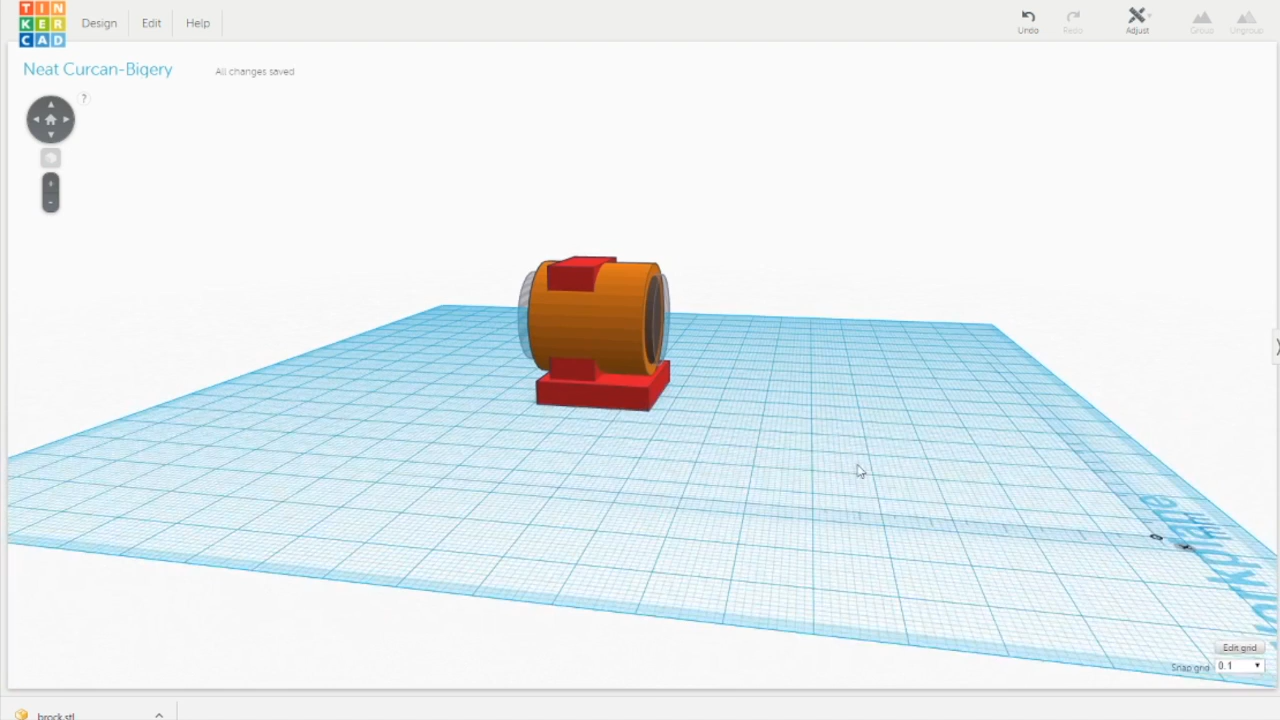 TIN
KER
CAD
Design Edit Help
Undo Redo Adjust Group Ungroup
Neat Curcan-Bigery All changes saved
?
+
-
Workplane
Edit grid
Snap grid 0.1
brock.stl